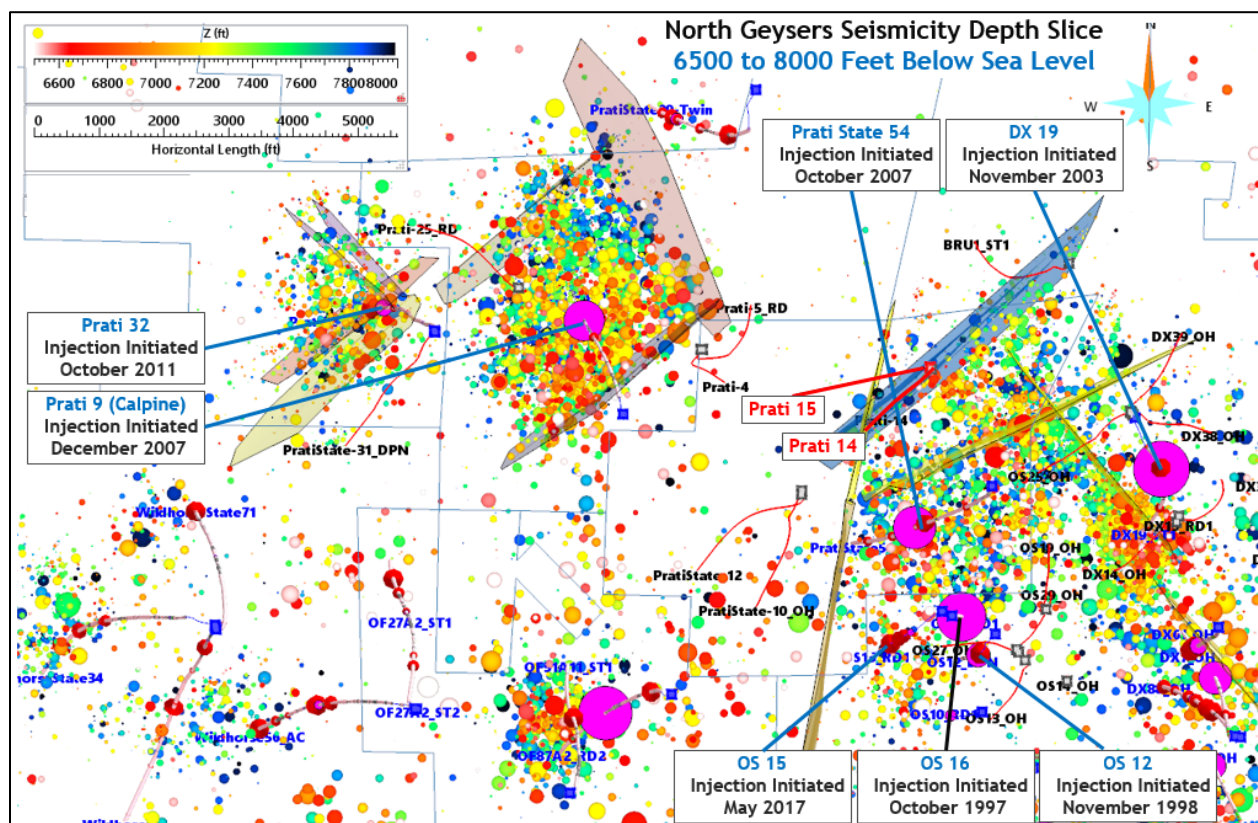 North Geysers Seismicity Depth Slice
6500 to 8000 Feet Below Sea Level
Z (ft)
6600 6800 7000 7200 7400 7600 7800 8000
0 1000 2000 3000 4000 5000
Horizontal Length (ft)
N
W E
S
Prati State 54
Injection Initiated
October 2007
DX 19
Injection Initiated
November 2003
Prati-25_RD
BRU1_ST1
Prati-5_RD
Prati 32
Injection Initiated
October 2011
DX39_OH
Prati-4
Prati 9 (Calpine)
Injection Initiated
December 2007
Prati 15
Prati 14
DX38_OH
PratiState-31_DPN
OS25_OH
DX19_ST1
DX14_OH
PratiState-12
PratiState-10_OH
OS29_OH
OF27A2_ST1
OS27_OH
OF27A2_ST2
OS13_OH
Wildhorse56_AC
OF87A2_RD2
OS 15
Injection Initiated
May 2017
OS 16
Injection Initiated
October 1997
OS 12
Injection Initiated
November 1998